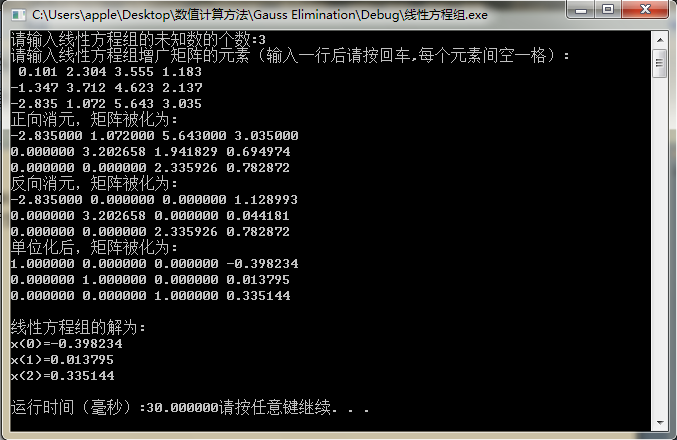 C:\Users\apple\Desktop\数值计算方法\Gauss Elimination\Debug\线性方程组.exe
请输入线性方程组的未知数的个数:3
请输入线性方程组增广矩阵的元素（输入一行后请按回车,每个元素间空一格）:
0.101 2.304 3.555 1.183
-1.347 3.712 4.623 2.137
-2.835 1.072 5.643 3.035
正向消元，矩阵被化为:
-2.835000 1.072000 5.643000 3.035000
0.000000 3.202658 1.941829 0.694974
0.000000 0.000000 2.335926 0.782872
反向消元，矩阵被化为:
-2.835000 0.000000 0.000000 1.128993
0.000000 3.202658 0.000000 0.044181
0.000000 0.000000 2.335926 0.782872
单位化后，矩阵被化为:
1.000000 0.000000 0.000000 -0.398234
0.000000 1.000000 0.000000 0.013795
0.000000 0.000000 1.000000 0.335144
线性方程组的解为:
x(0)=-0.398234
x(1)=0.013795
x(2)=0.335144
运行时间（毫秒）:30.000000请按任意键继续. . .